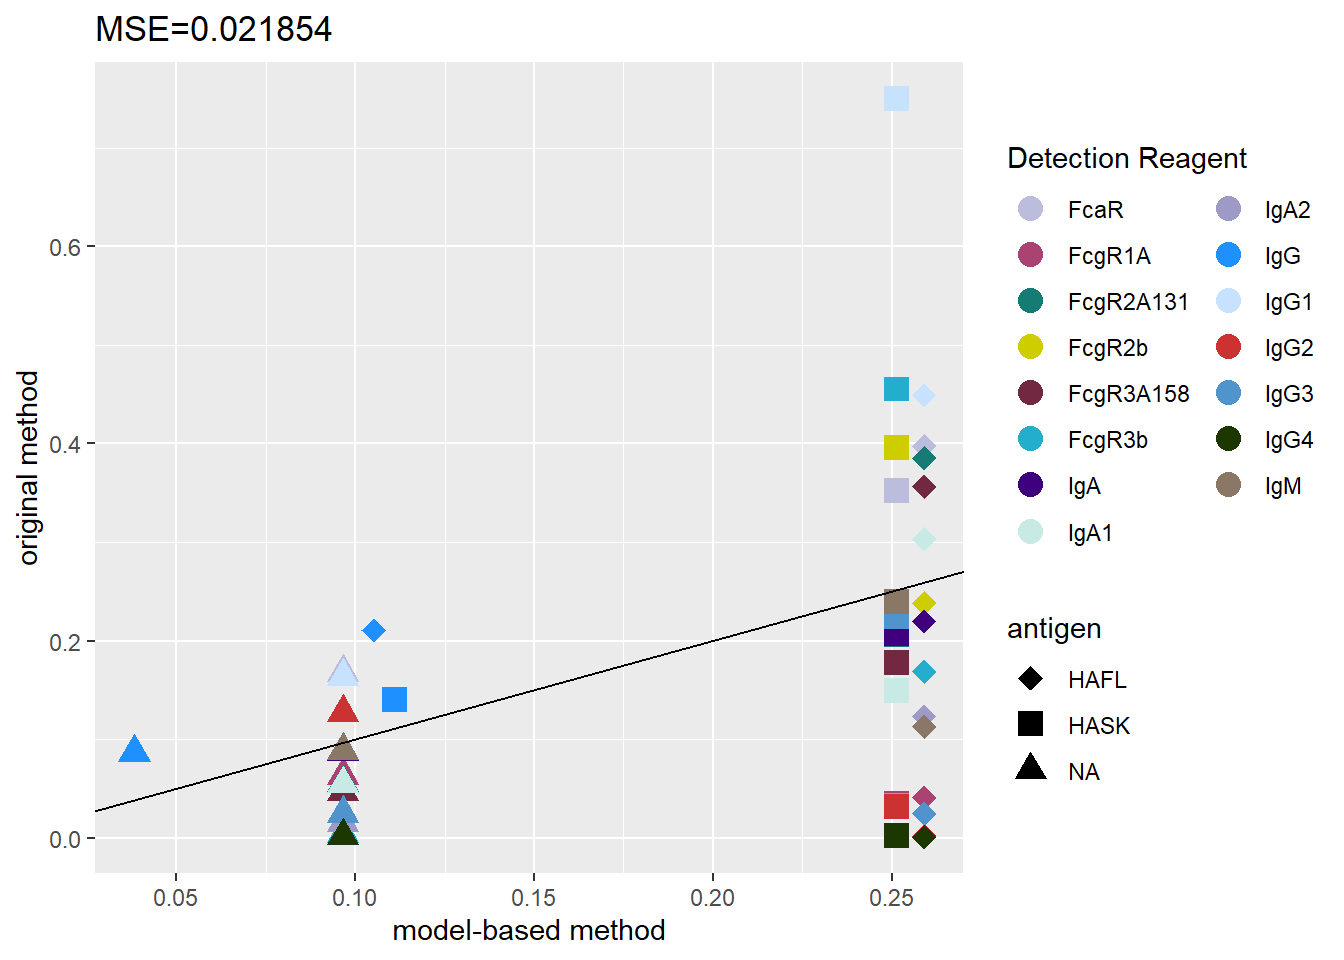 MSE=0.021854
original method
0.6
0.4
0.2
0.0
0.05 0.10 0.15 0.20 0.25
model-based method
Detection Reagent
FcaR IgA2
FcgR1A IgG
FcgR2A131 IgG1
FcgR2b IgG2
FcgR3A158 IgG3
FcgR3b IgG4
IgA IgM
IgA1
antigen
HAFL
HASK
NA